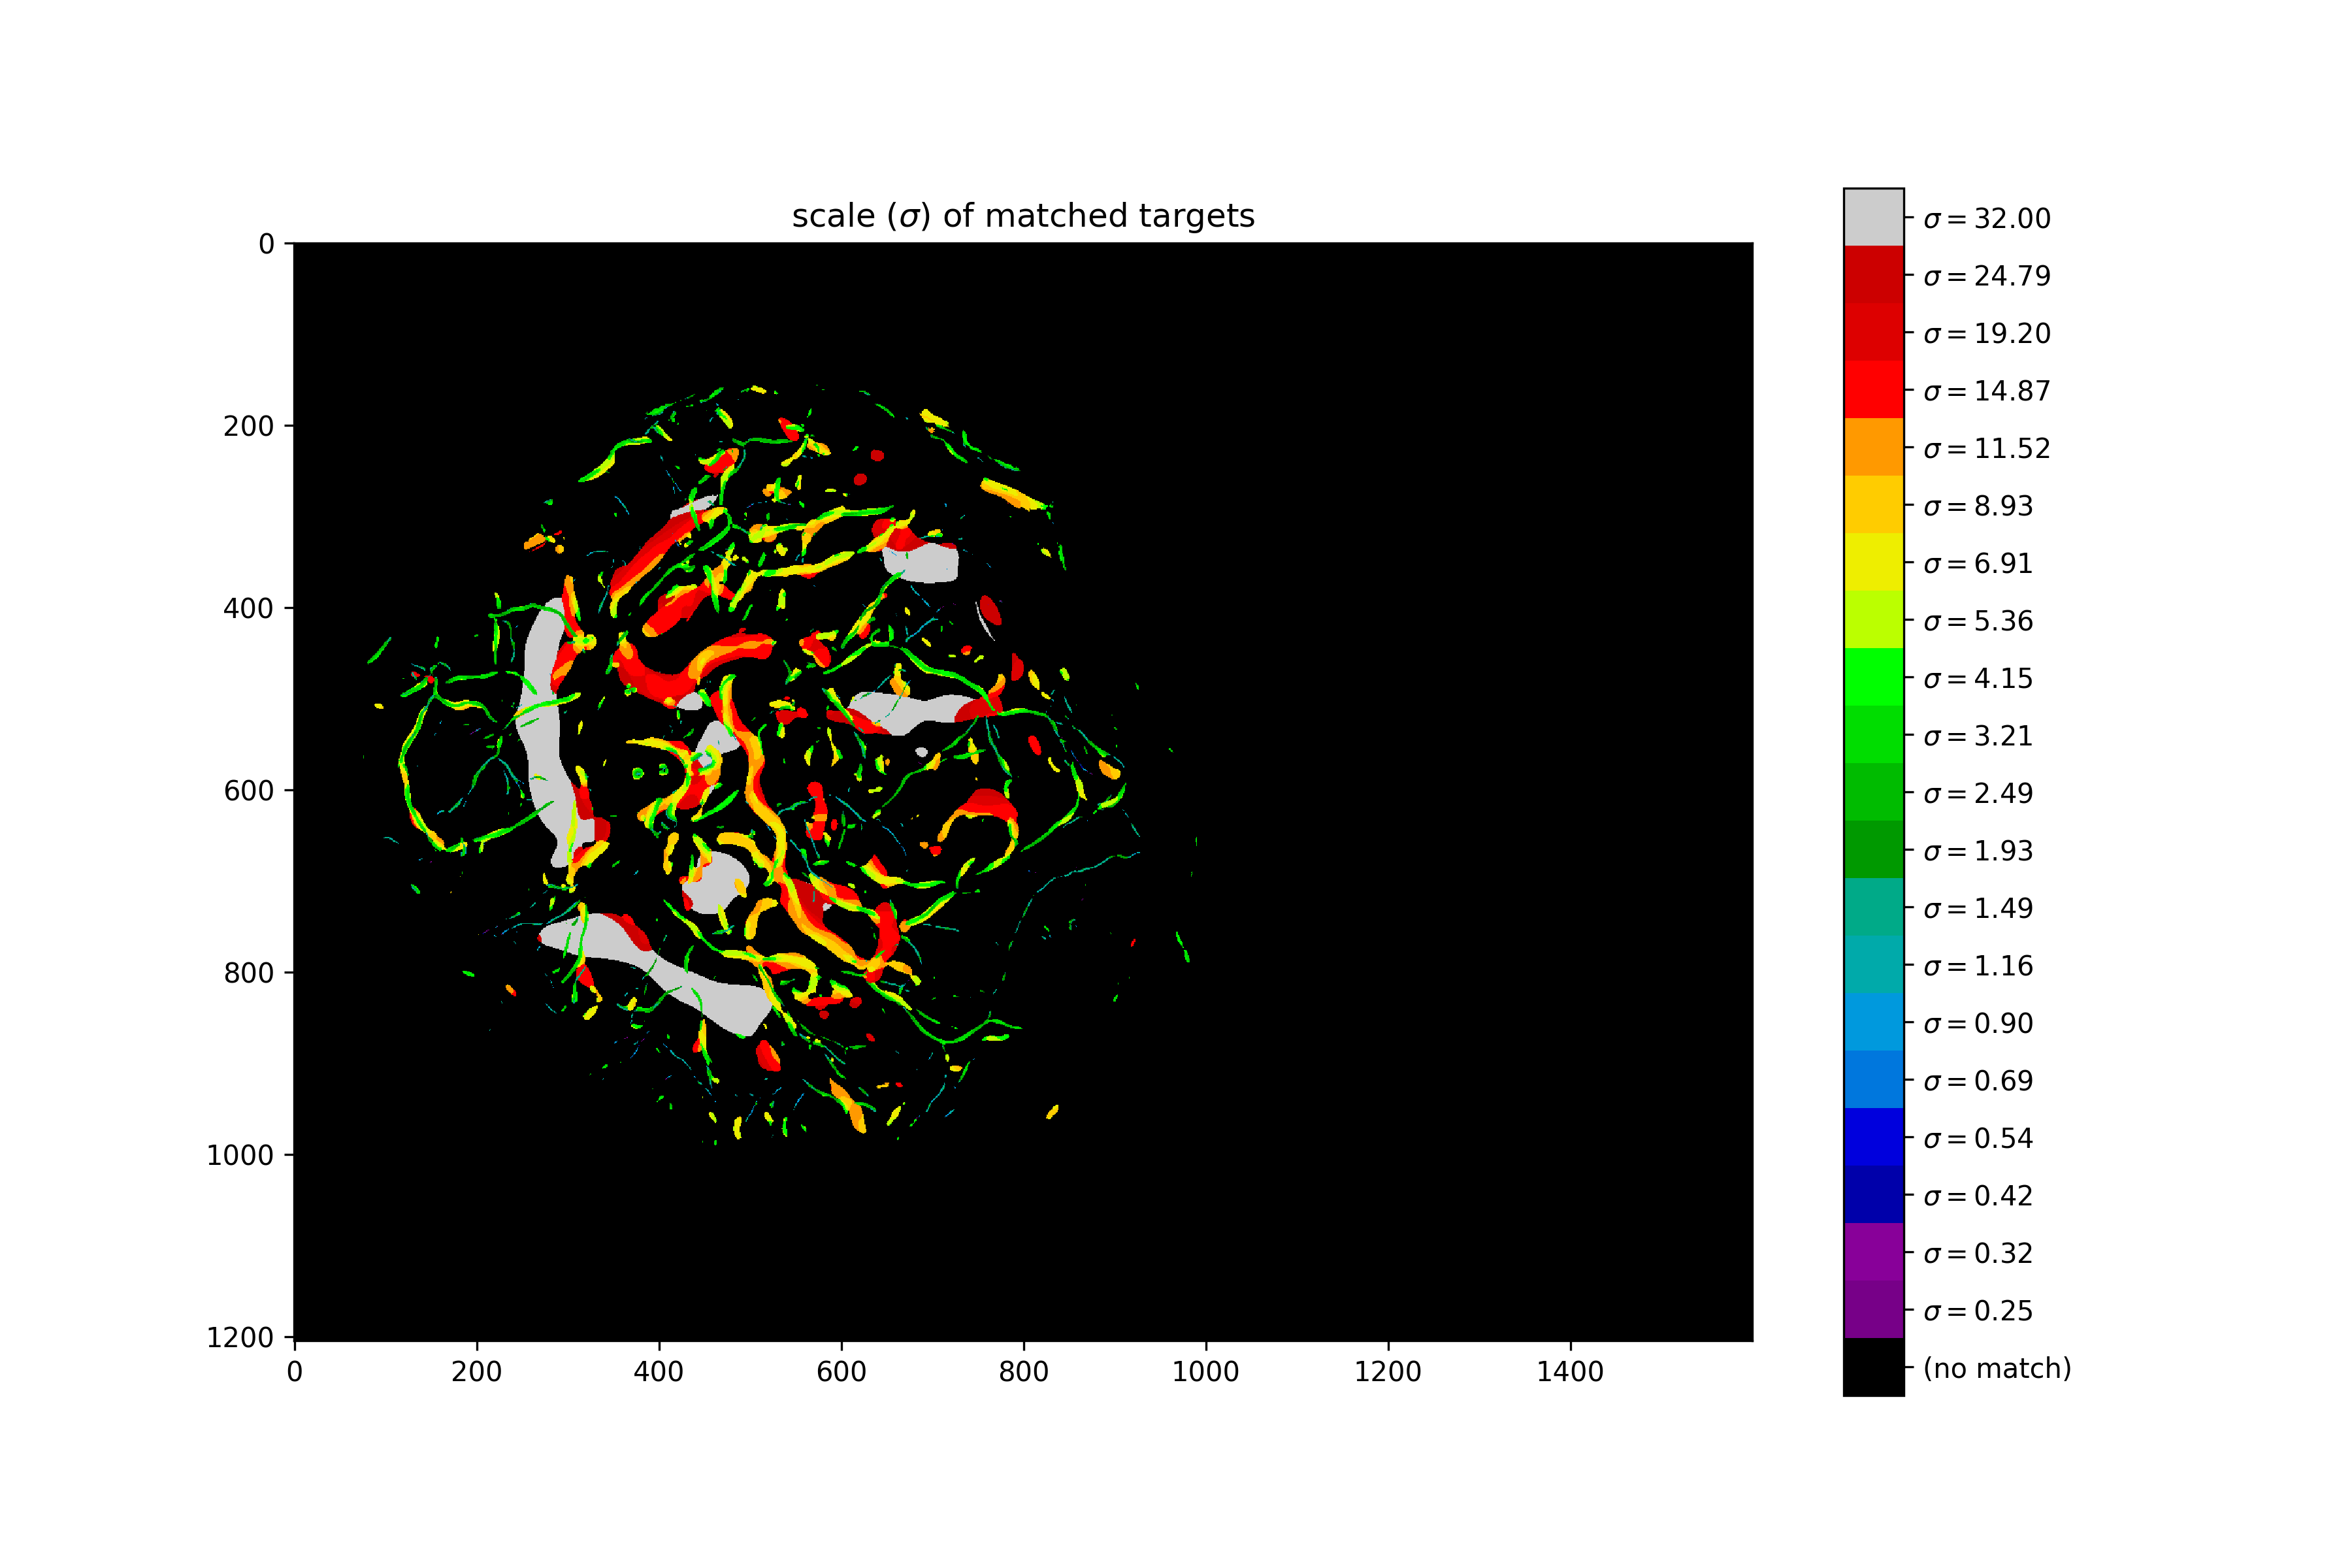 scale (σ) of matched targets
0
200
400
600
800
1000
1200
0 200 400 600 800 1000 1200 1400
σ = 32.00
σ = 24.79
σ = 19.20
σ = 14.87
σ = 11.52
σ = 8.93
σ = 6.91
σ = 5.36
σ = 4.15
σ = 3.21
σ = 2.49
σ = 1.93
σ = 1.49
σ = 1.16
σ = 0.90
σ = 0.69
σ = 0.54
σ = 0.42
σ = 0.32
σ = 0.25
(no match)